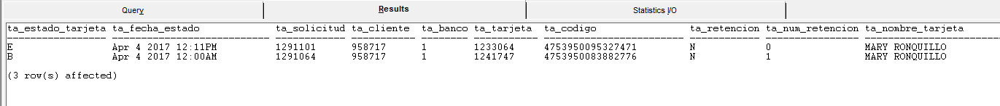 Query Results Statistics I/O
ta_estado_tarjeta ta_fecha_estado ta_solicitud ta_cliente ta_banco ta_tarjeta ta_codigo ta_retencion ta_num_retencion ta_nombre_tarjeta
E Apr 4 2017 12:11PM 1291101 958717 1 1233064 4753950095327471 N 0 MARY RONQUILLO
B Apr 4 2017 12:00AM 1291064 958717 1 1241747 4753950083882776 N 1 MARY RONQUILLO
(3 row(s) affected)